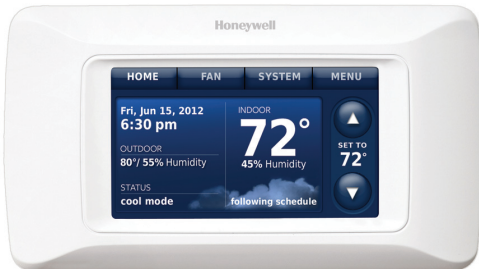 Honeywell
HOME FAN SYSTEM MENU
Fri, Jun 15, 2012
6:30 pm
OUTDOOR
80°/ 55% Humidity
STATUS
cool mode
INDOOR
72°
45% Humidity
following schedule
SET TO
72°